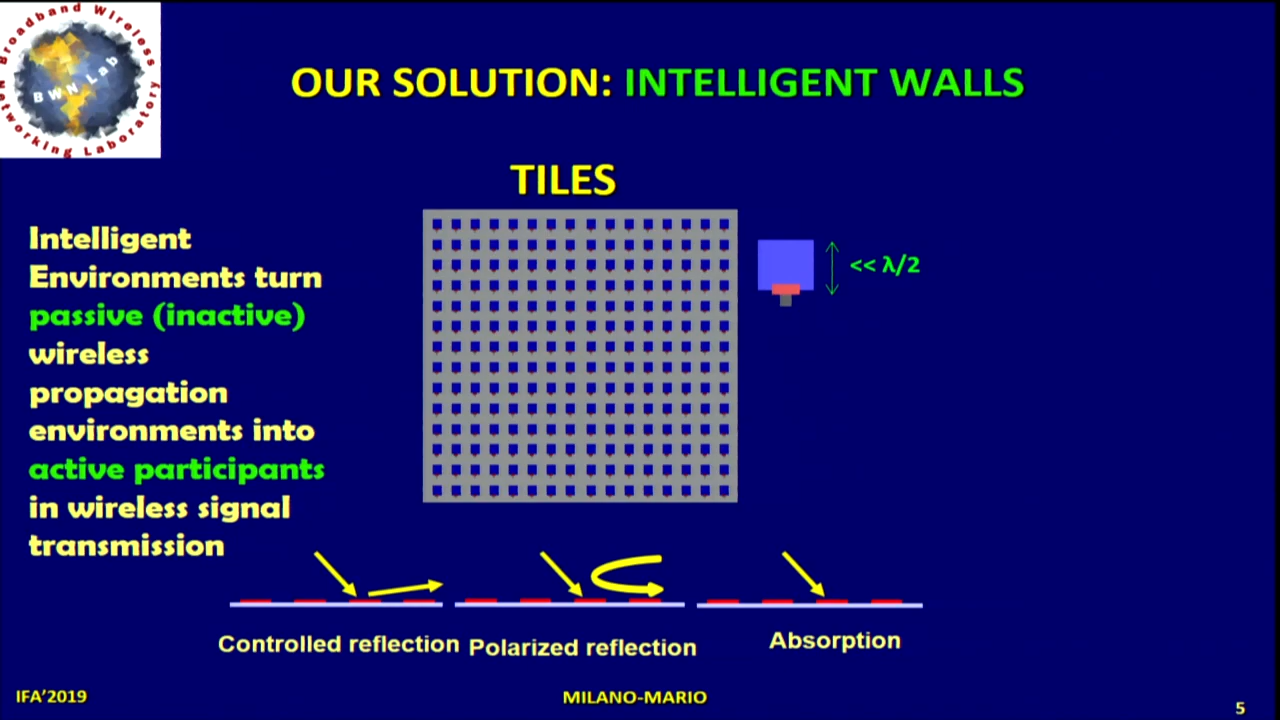 Broadband Wireless
Networking Laboratory
BWN Lab
OUR SOLUTION: INTELLIGENT WALLS
TILES
Intelligent
Environments turn
passive (inactive)
wireless
propagation
environments into
active participants
in wireless signal
transmission
<< λ/2
Controlled reflection
Polarized reflection
Absorption
IFA'2019
MILANO-MARIO
5